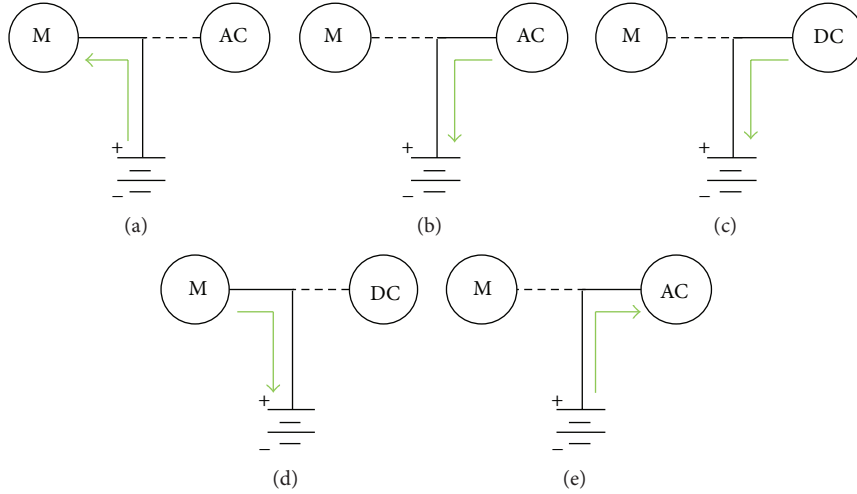 M AC M AC M DC
+ + +
− − −
(a) (b) (c)
M DC M AC
+ +
− −
(d) (e)